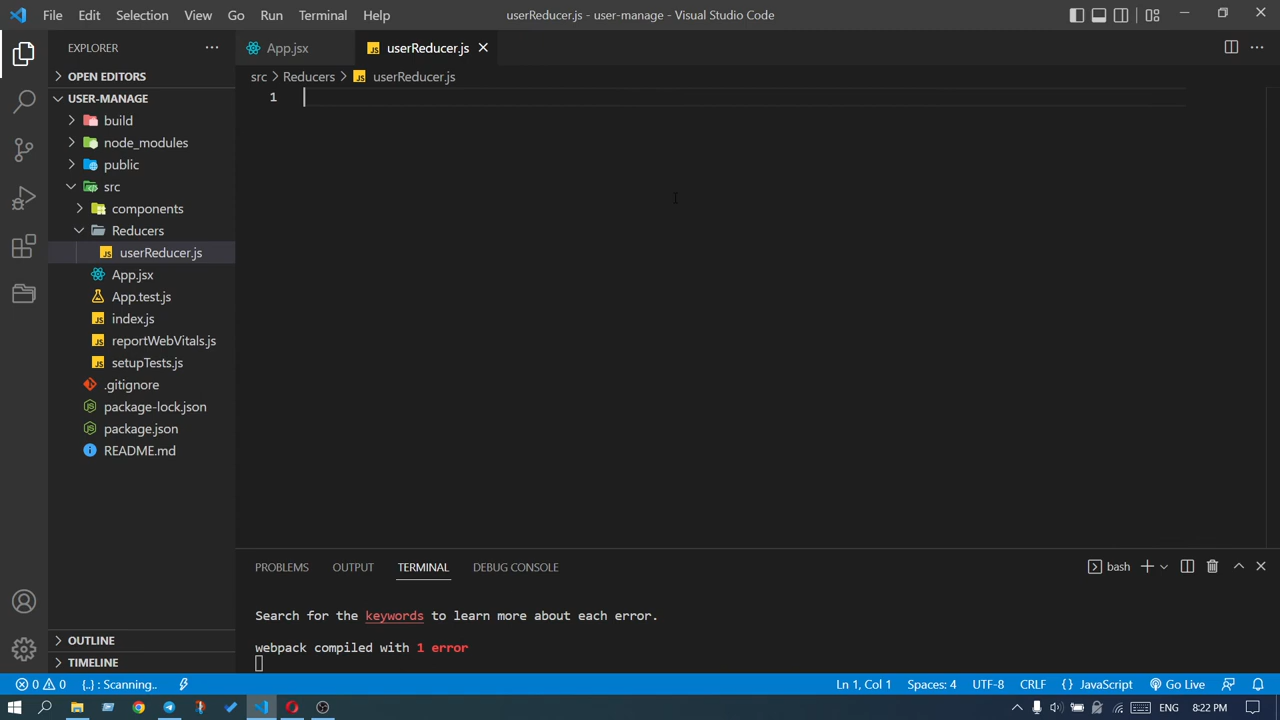 File Edit Selection View Go Run Terminal Help userReducer.js - user-manage - Visual Studio Code
EXPLORER
App.jsx
userReducer.js
OPEN EDITORS
src > Reducers > userReducer.js
USER-MANAGE
1
build
node_modules
public
src
components
Reducers
userReducer.js
App.jsx
App.test.js
index.js
reportWebVitals.js
setupTests.js
.gitignore
package-lock.json
package.json
README.md
PROBLEMS OUTPUT TERMINAL DEBUG CONSOLE
bash
Search for the keywords to learn more about each error.
webpack compiled with 1 error
OUTLINE
TIMELINE
0 0 {..} : Scanning.. Ln 1, Col 1 Spaces: 4 UTF-8 CRLF {} JavaScript Go Live
ENG 8:22 PM